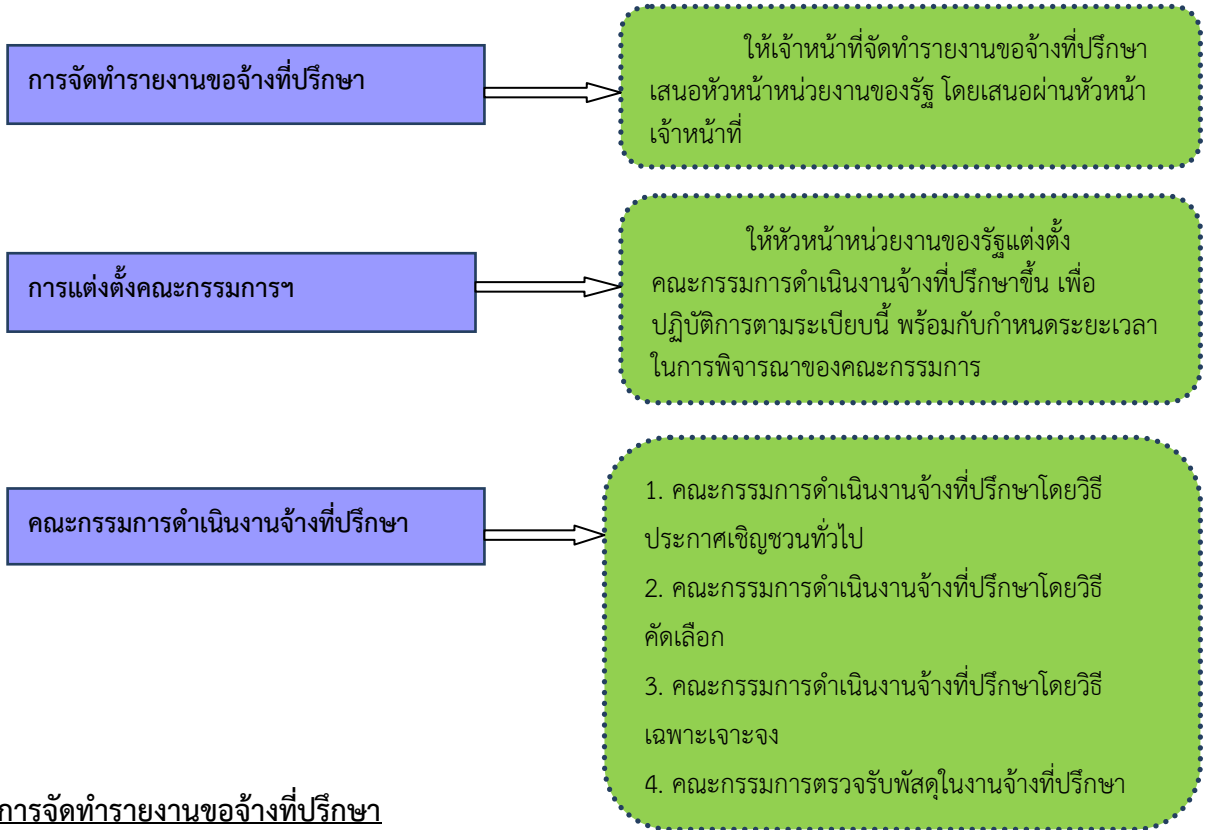 การจัดทำรายงานขอจ้างที่ปรึกษา
ให้เจ้าหน้าที่จัดทำรายงานขอจ้างที่ปรึกษา
เสนอหัวหน้าหน่วยงานของรัฐ โดยเสนอผ่านหัวหน้า
เจ้าหน้าที่
การแต่งตั้งคณะกรรมการฯ
ให้หัวหน้าหน่วยงานของรัฐแต่งตั้ง
คณะกรรมการดำเนินงานจ้างที่ปรึกษาขึ้น เพื่อ
ปฏิบัติการตามระเบียบนี้ พร้อมกับกำหนดระยะเวลา
ในการพิจารณาของคณะกรรมการ
คณะกรรมการดำเนินงานจ้างที่ปรึกษา
1. คณะกรรมการดำเนินงานจ้างที่ปรึกษาโดยวิธี
ประกาศเชิญชวนทั่วไป
2. คณะกรรมการดำเนินงานจ้างที่ปรึกษาโดยวิธี
คัดเลือก
3. คณะกรรมการดำเนินงานจ้างที่ปรึกษาโดยวิธี
เฉพาะเจาะจง
4. คณะกรรมการตรวจรับพัสดุในงานจ้างที่ปรึกษา
การจัดทำรายงานขอจ้างที่ปรึกษา